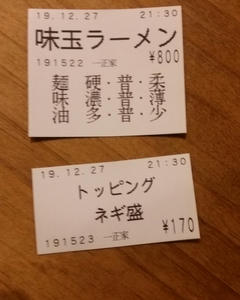 19.12.27 21:30
味玉ラーメン
¥800
191522 一正家
麺 硬・普・柔
味 濃・普・薄
油 多・普・少
19.12.27 21:30
トッピング
ネギ盛
¥170
191523 一正家